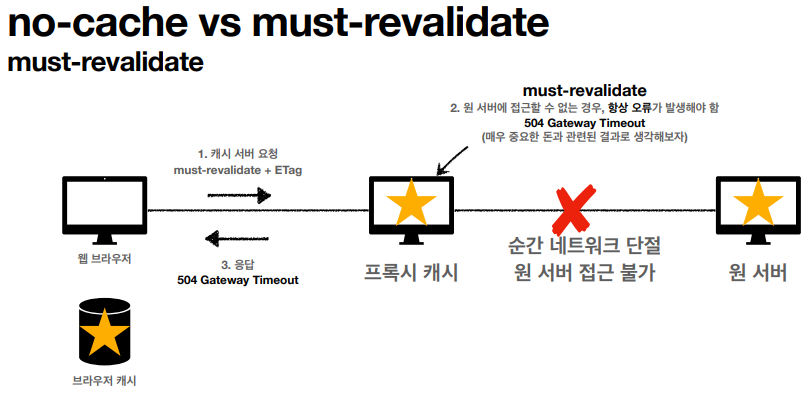 no-cache vs must-revalidate
must-revalidate
must-revalidate
2. 원 서버에 접근할 수 없는 경우, 항상 오류가 발생해야 함
504 Gateway Timeout
(매우 중요한 돈과 관련된 결과로 생각해보자)
1. 캐시 서버 요청
must-revalidate + ETag
웹 브라우저
3. 응답
504 Gateway Timeout
프록시 캐시
순간 네트워크 단절
원 서버 접근 불가
원 서버
브라우저 캐시